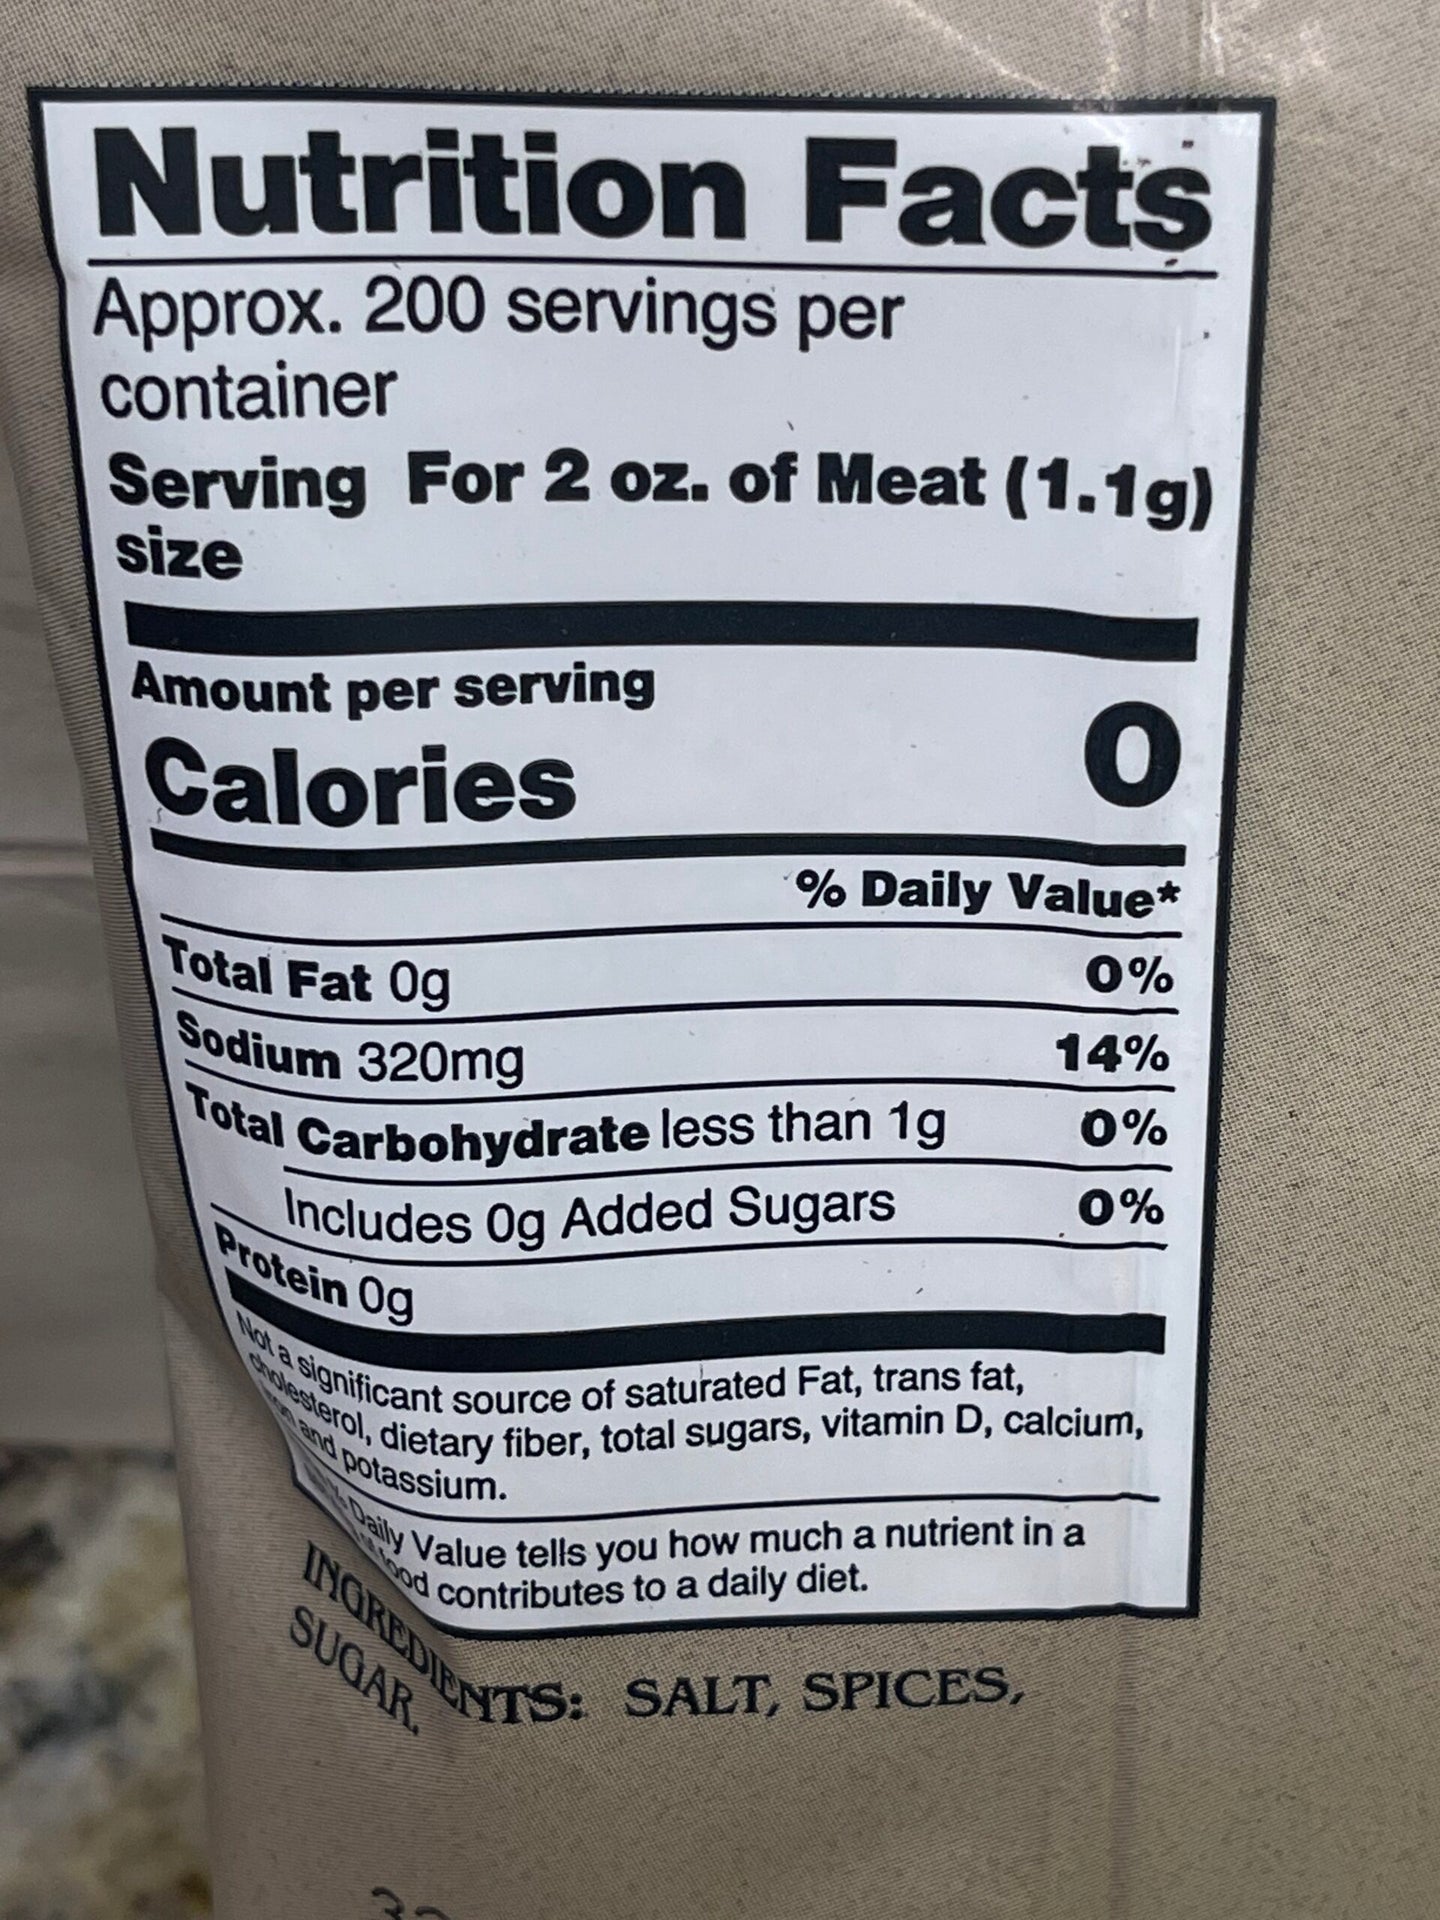 Nutrition Facts
Approx. 200 servings per
container
Serving For 2 oz. of Meat (1.1g)
size
Amount per serving
Calories 0
% Daily Value*
Total Fat 0g 0%
Sodium 320mg 14%
Total Carbohydrate less than 1g 0%
Includes 0g Added Sugars 0%
Protein 0g
Not a significant source of saturated Fat, trans fat,
cholesterol, dietary fiber, total sugars, vitamin D, calcium,
iron and potassium.
% Daily Value tells you how much a nutrient in a
food contributes to a daily diet.
INGREDIENTS: SALT, SPICES,
SUGAR.